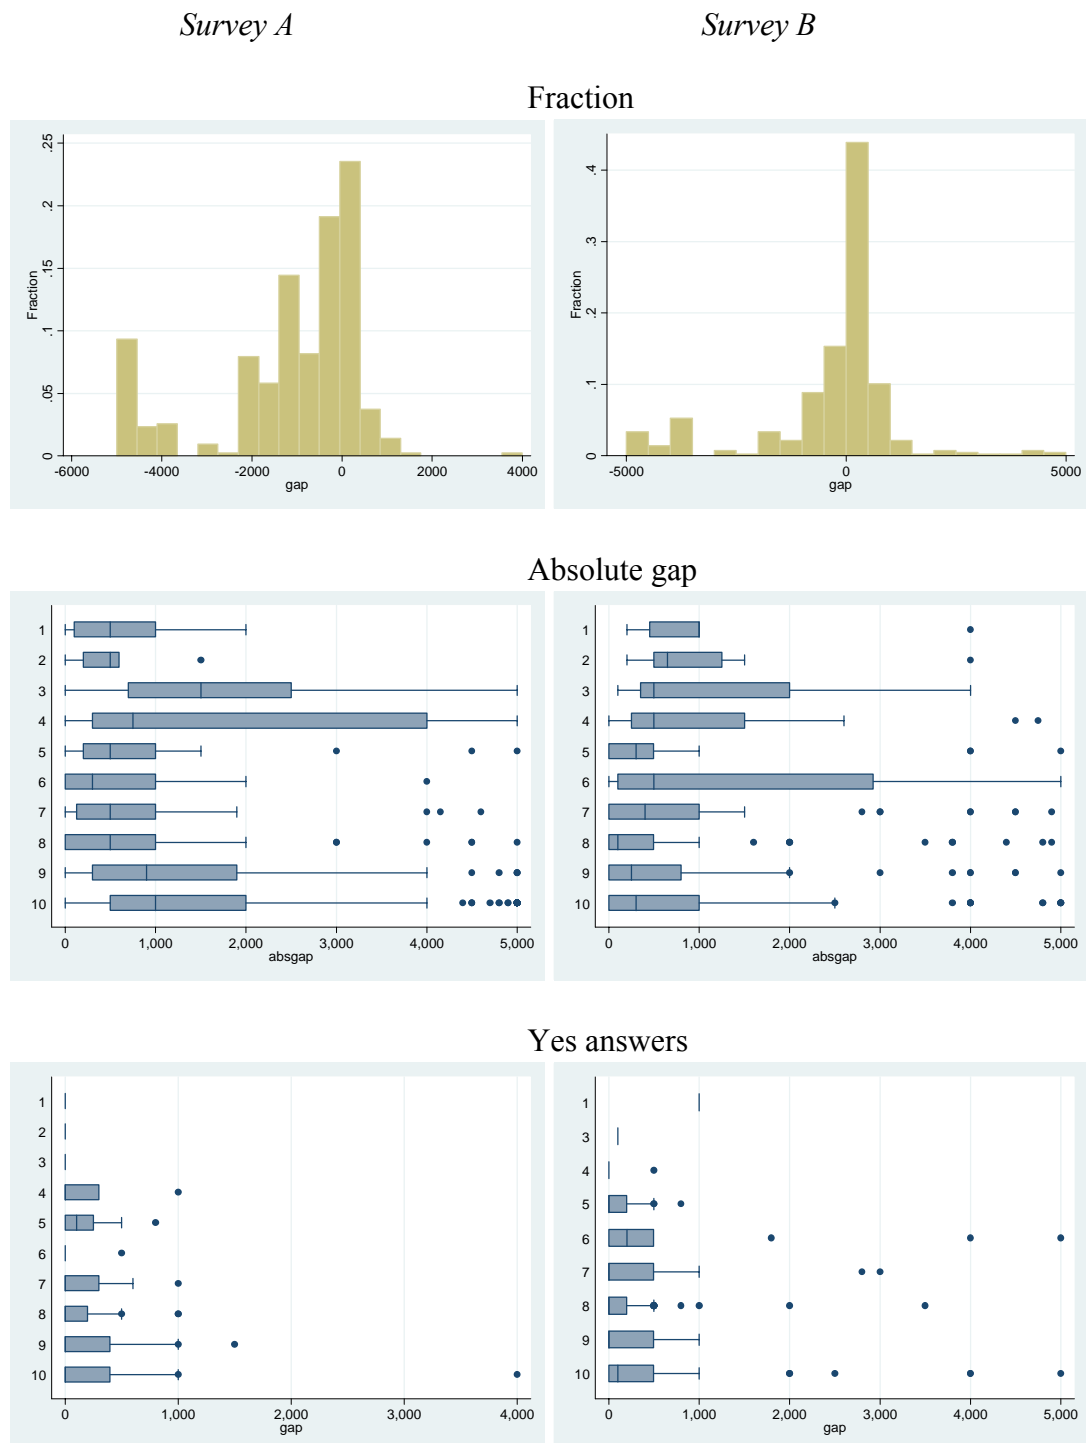 Survey A Survey B
Fraction
.25
.2
.15
.1
.05
0
Fraction
-6000 -4000 -2000 0 2000 4000
gap
.4
.3
.2
.1
0
Fraction
-5000 0 5000
gap
Absolute gap
1
2
3
4
5
6
7
8
9
10
0 1,000 2,000 3,000 4,000 5,000
absgap
1
2
3
4
5
6
7
8
9
10
0 1,000 2,000 3,000 4,000 5,000
absgap
Yes answers
1
2
3
4
5
6
7
8
9
10
0 1,000 2,000 3,000 4,000
gap
1
3
4
5
6
7
8
9
10
0 1,000 2,000 3,000 4,000 5,000
gap